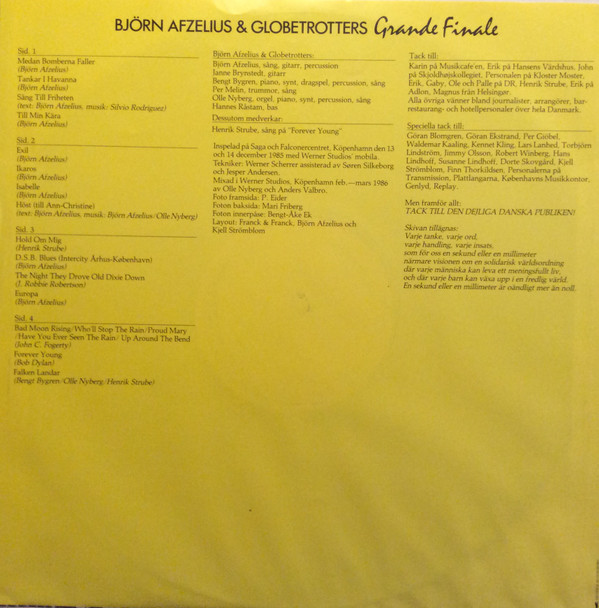 BJÖRN AFZELIUS & GLOBETROTTERS Grande Finale
Sid. 1
Medan Bomberna Faller
(Björn Afzelius)
Tankar I Havanna
(Björn Afzelius)
Sång Till Friheten
(text: Björn Afzelius, musik: Silvio Rodriguez)
Till Min Kära
(Björn Afzelius)
Sid. 2
Exil
(Björn Afzelius)
Ikaros
(Björn Afzelius)
Isabelle
(Björn Afzelius)
Höst (till Ann-Christine)
(text: Björn Afzelius, musik: Björn Afzelius/Olle Nyberg)
Sid. 3
Hold Om Mig
(Henrik Strube)
D.S.B. Blues (Intercity Århus-København)
(Björn Afzelius)
The Night They Drove Old Dixie Down
(J. Robbie Robertson)
Europa
(Björn Afzelius)
Sid. 4
Bad Moon Rising/Who'll Stop The Rain/Proud Mary
/Have You Ever Seen The Rain/ Up Around The Bend
(John C. Fogerty)
Forever Young
(Bob Dylan)
Falken Landar
(Bengt Bygren/Olle Nyberg/Henrik Strube)
Björn Afzelius & Globetrotters:
Björn Afzelius, sång, gitarr, percussion
Janne Brynstedt, gitarr
Bengt Bygren, piano, synt, dragspel, percussion, sång
Per Melin, trummor, sång
Olle Nyberg, orgel, piano, synt, percussion, sång
Hannes Råstam, bas
Dessutom medverkar:
Henrik Strube, sång på "Forever Young"
Inspelad på Saga och Falconercentret, Köpenhamn den 13
och 14 december 1985 med Werner Studios' mobila.
Tekniker: Werner Scherrer assisterad av Søren Silkeborg
och Jesper Andersen.
Mixad i Werner Studios, Köpenhamn feb.—mars 1986
av Olle Nyberg och Anders Valbro.
Foto framsida: P. Eider
Foton baksida: Mari Friberg
Foton innerpåse: Bengt-Åke Ek
Layout: Franck & Franck, Björn Afzelius och
Kjell Strömblom
Tack till:
Karin på Musikcafe'en, Erik på Hansens Värdshus, John
på Skjoldhøjskollegiet, Personalen på Kloster Moster,
Erik, Gaby, Ole och Palle på DR, Henrik Strube, Erik på
Adlon, Magnus från Helsingør.
Alla övriga vänner bland journalister, arrangörer, bar-
restaurang- och hotellpersonaler över hela Danmark.
Speciella tack till:
Göran Blomgren, Göran Ekstrand, Per Giöbel,
Waldemar Kaaling, Kennet Kling, Lars Lanhed, Torbjörn
Lindström, Jimmy Olsson, Robert Winberg, Hans
Lindhoff, Susanne Lindhoff, Dorte Skovgård, Kjell
Strömblom, Finn Thorkildsen. Personalerna på
Transmission, Plattlangarna, Københavns Musikkontor,
Genlyd, Replay.
Men framför allt:
TACK TILL DEN DEJLIGA DANSKA PUBLIKEN!
Skivan tillägnas:
Varje tanke, varje ord,
varje handling, varje insats,
som för oss en sekund eller en millimeter
närmare visionen om en solidarisk världsordning
där varje människa kan leva ett meningsfullt liv,
och där varje barn kan växa upp i en fredlig värld.
En sekund eller en millimeter är oändligt mer än noll.